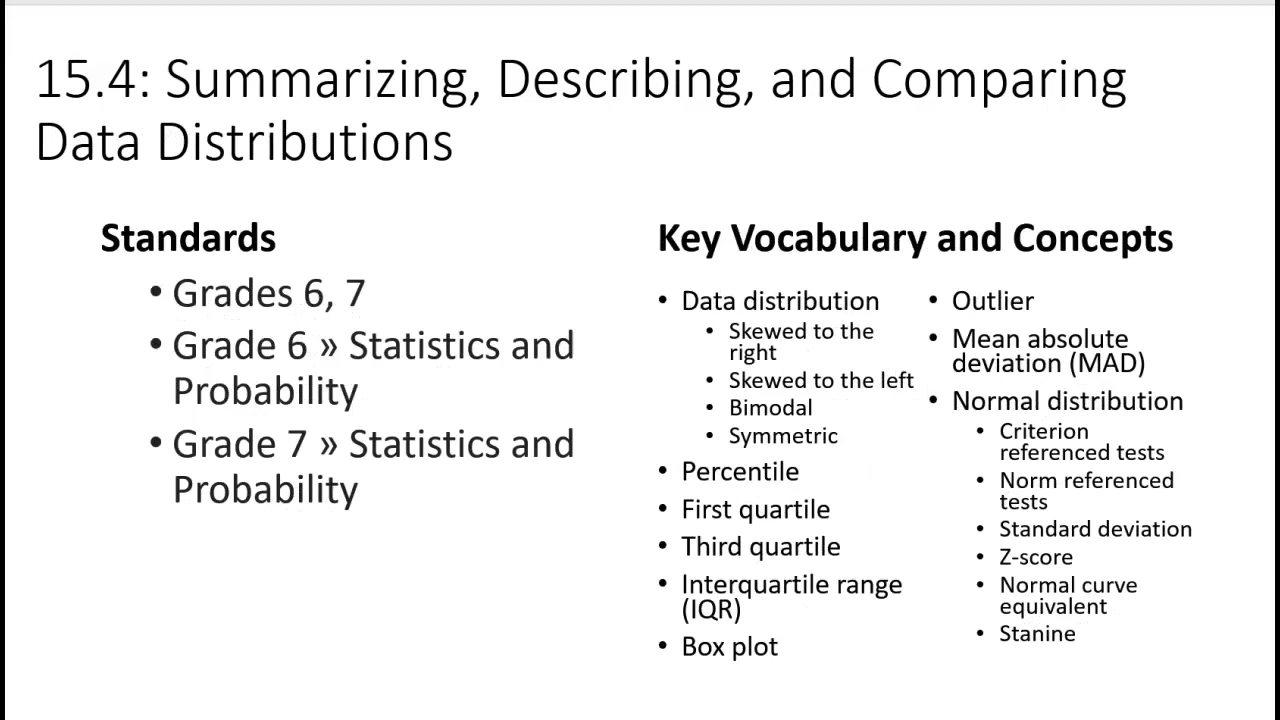 15.4: Summarizing, Describing, and Comparing
Data Distributions
Standards
• Grades 6, 7
• Grade 6 » Statistics and
Probability
• Grade 7 » Statistics and
Probability
Key Vocabulary and Concepts
• Data distribution
• Skewed to the
right
• Skewed to the left
• Bimodal
• Symmetric
• Percentile
• First quartile
• Third quartile
• Interquartile range
(IQR)
• Box plot
• Outlier
• Mean absolute
deviation (MAD)
• Normal distribution
• Criterion
referenced tests
• Norm referenced
tests
• Standard deviation
• Z-score
• Normal curve
equivalent
• Stanine